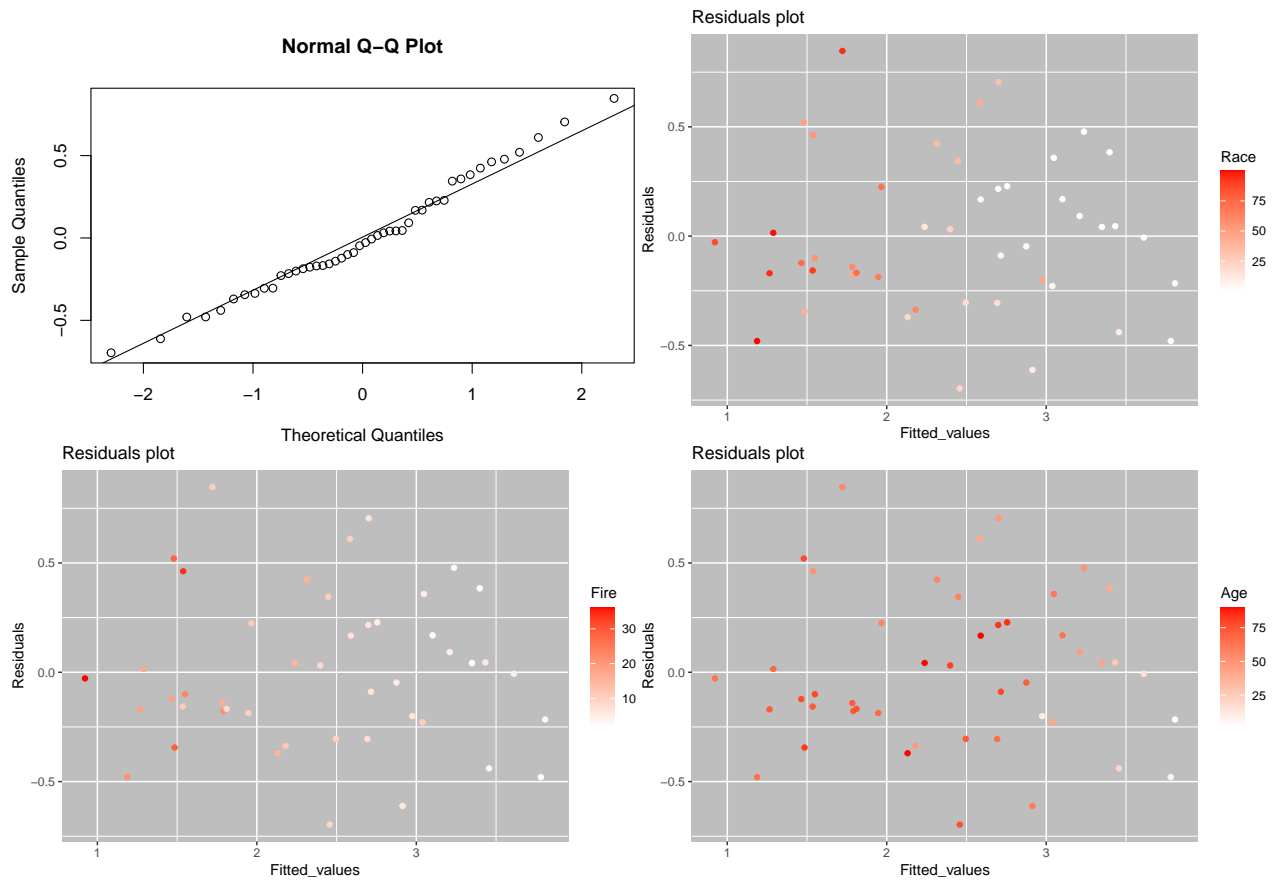 Normal Q−Q Plot
Sample Quantiles
0.5
0.0
−0.5
−2
−1
0
1
2
Theoretical Quantiles
Residuals plot
Residuals
0.5
0.0
−0.5
1
2
3
Fitted_values
Race
75
50
25
Residuals plot
Residuals
0.5
0.0
−0.5
1
2
3
Fitted_values
Fire
30
20
10
Residuals plot
Residuals
0.5
0.0
−0.5
1
2
3
Fitted_values
Age
75
50
25